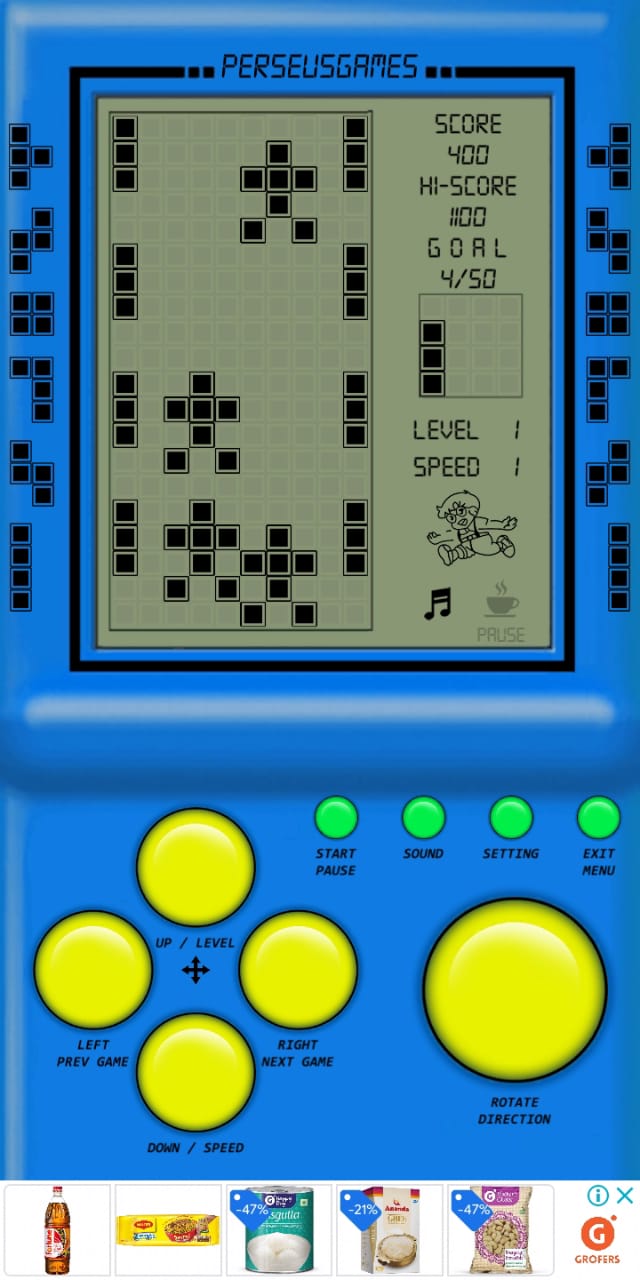 PERSEUSGAMES
SCORE
400
HI-SCORE
1100
GOAL
4/50
LEVEL 1
SPEED 1
PAUSE
START
PAUSE
SOUND
SETTING
EXIT
MENU
UP / LEVEL
LEFT
PREV GAME
RIGHT
NEXT GAME
DOWN / SPEED
ROTATE
DIRECTION
-47%
-21%
-47%
GROFERS